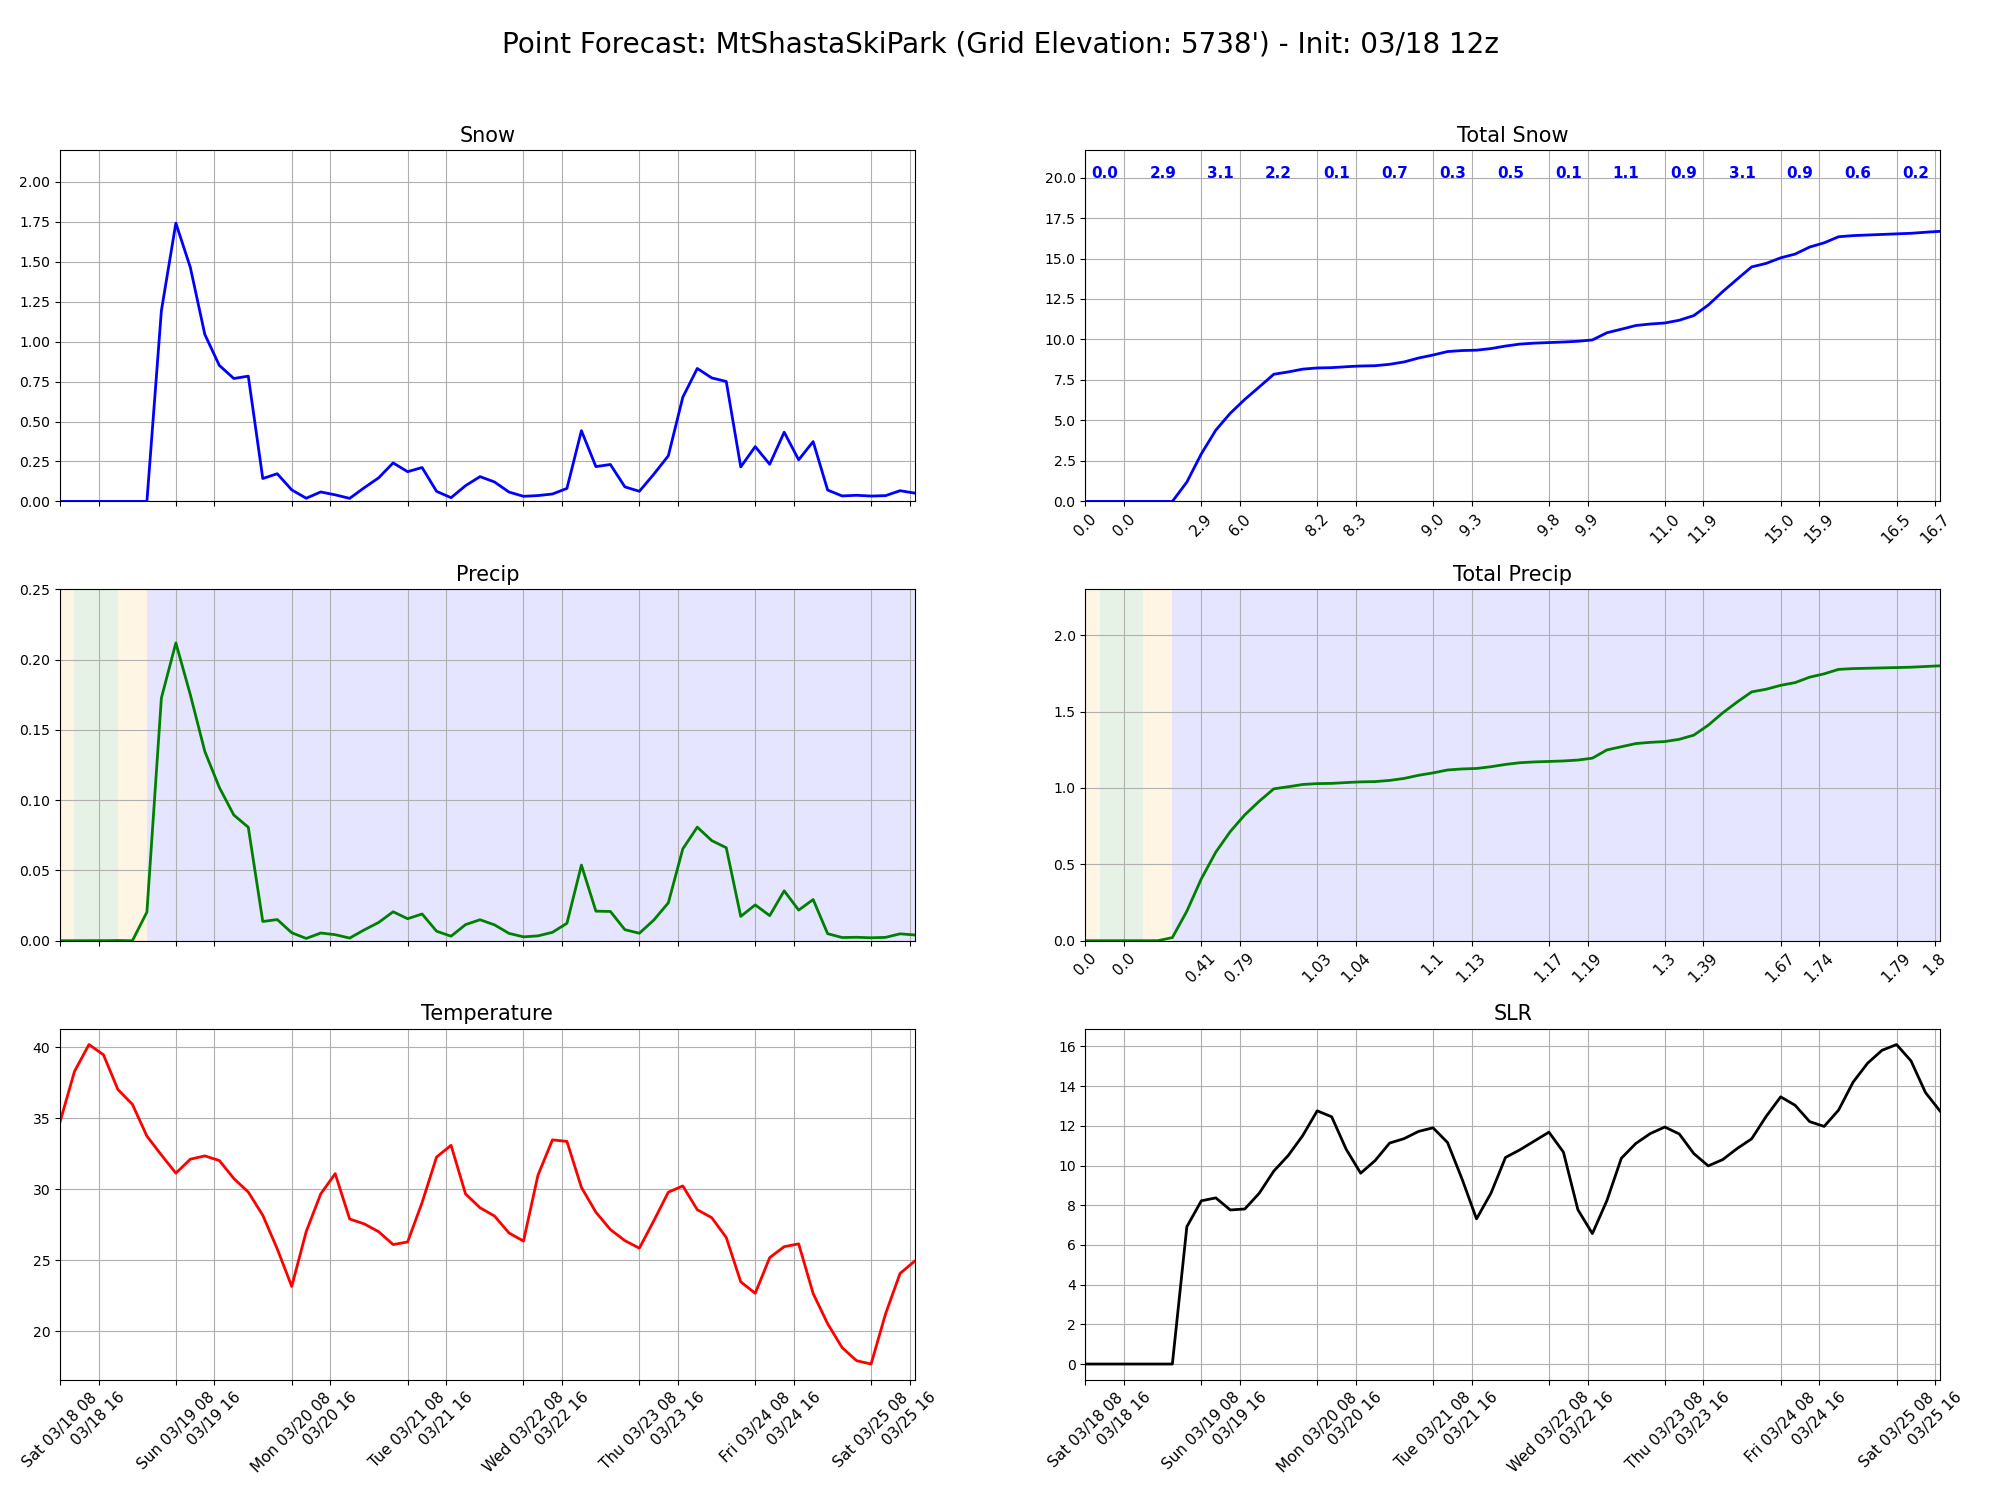 Point Forecast: MtShastaSkiPark (Grid Elevation: 5738') - Init: 03/18 12z
Snow
2.00
1.75
1.50
1.25
1.00
0.75
0.50
0.25
0.00
Total Snow
0.0 2.9 3.1 2.2 0.1 0.7 0.3 0.5 0.1 1.1 0.9 3.1 0.9 0.6 0.2
20.0
17.5
15.0
12.5
10.0
7.5
5.0
2.5
0.0
0.0 0.0 2.9 6.0 8.2 8.3 9.0 9.3 9.8 9.9 11.0 11.9 15.0 15.9 16.5 16.7
Precip
0.25
0.20
0.15
0.10
0.05
0.00
Total Precip
2.0
1.5
1.0
0.5
0.0
0.0 0.0 0.41 0.79 1.03 1.04 1.1 1.13 1.17 1.19 1.3 1.39 1.67 1.74 1.79 1.8
Temperature
40
35
30
25
20
Sat 03/18 08
03/18 16
Sun 03/19 08
03/19 16
Mon 03/20 08
03/20 16
Tue 03/21 08
03/21 16
Wed 03/22 08
03/22 16
Thu 03/23 08
03/23 16
Fri 03/24 08
03/24 16
Sat 03/25 08
03/25 16
SLR
16
14
12
10
8
6
4
2
0
Sat 03/18 08
03/18 16
Sun 03/19 08
03/19 16
Mon 03/20 08
03/20 16
Tue 03/21 08
03/21 16
Wed 03/22 08
03/22 16
Thu 03/23 08
03/23 16
Fri 03/24 08
03/24 16
Sat 03/25 08
03/25 16